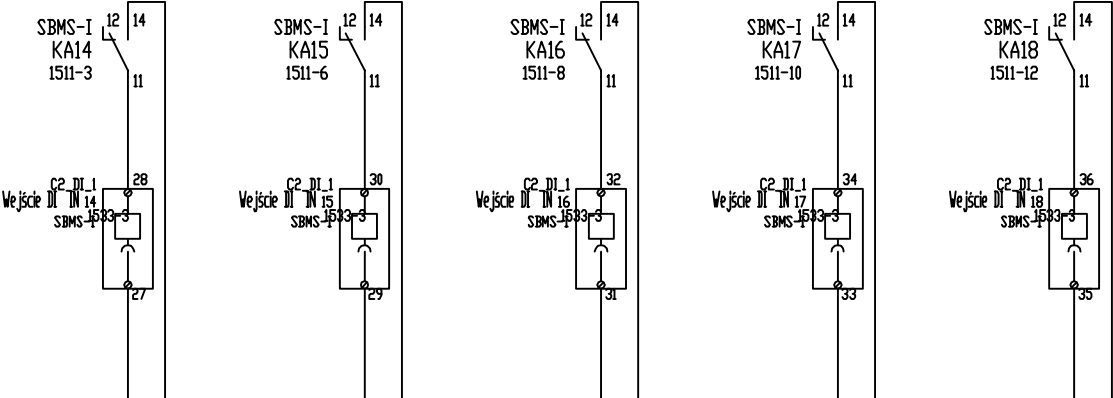 SBMS-I 12 14
KA14
1511-3 11
C2_DI_1 28
Wejście DI IN 14
1533-3
SBMS-I
27
SBMS-I 12 14
KA15
1511-6 11
C2_DI_1 30
Wejście DI IN 15
1533-3
SBMS-I
29
SBMS-I 12 14
KA16
1511-8 11
C2_DI_1 32
Wejście DI IN 16
1533-3
SBMS-I
31
SBMS-I 12 14
KA17
1511-10 11
C2_DI_1 34
Wejście DI IN 17
1533-3
SBMS-I
33
SBMS-I 12 14
KA18
1511-12 11
C2_DI_1 36
Wejście DI IN 18
1533-3
SBMS-I
35